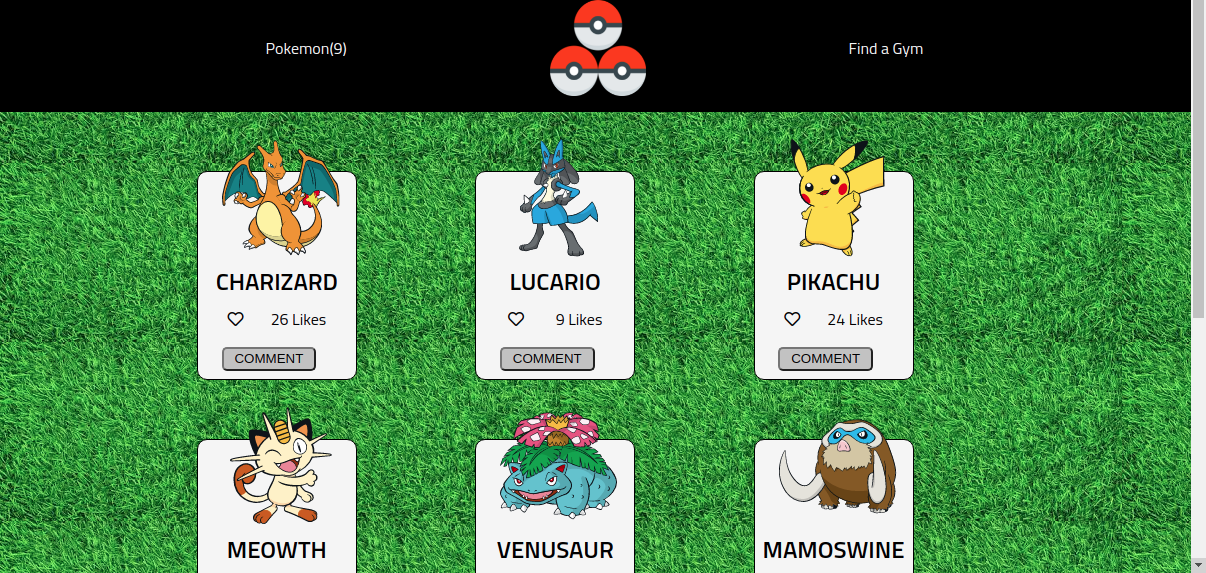 Pokemon(9)
Find a Gym
CHARIZARD
26 Likes
COMMENT
LUCARIO
9 Likes
COMMENT
PIKACHU
24 Likes
COMMENT
MEOWTH
VENUSAUR
MAMOSWINE